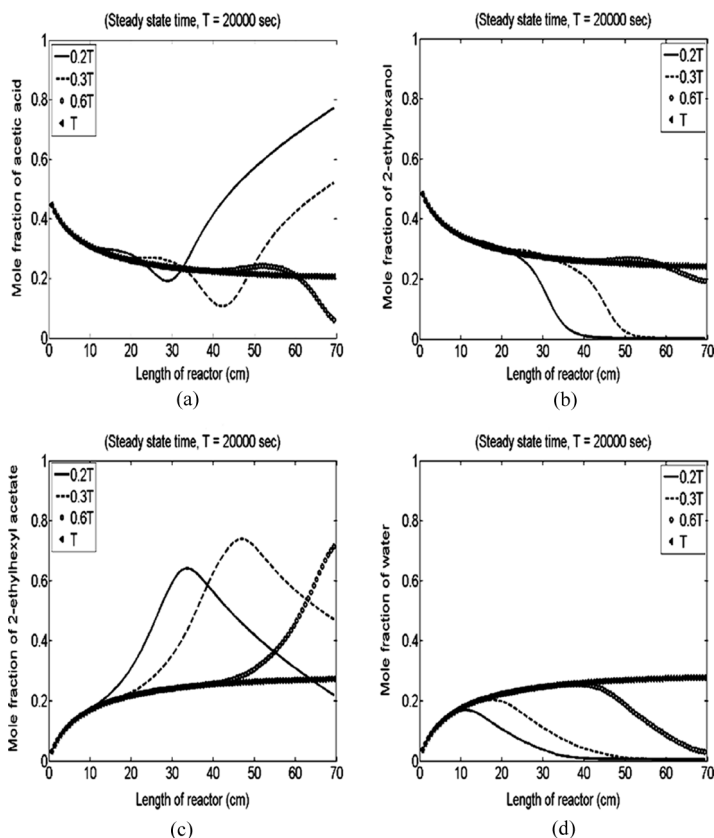 (Steady state time, T = 20000 sec)
1
0.8
0.6
0.4
0.2
0
0 10 20 30 40 50 60 70
Mole fraction of acetic acid
Length of reactor (cm)
0.2T
0.3T
0.6T
T
(a)
(Steady state time, T = 20000 sec)
1
0.8
0.6
0.4
0.2
0
0 10 20 30 40 50 60 70
Mole fraction of 2-ethylhexanol
Length of reactor (cm)
0.2T
0.3T
0.6T
T
(b)
(Steady state time, T = 20000 sec)
1
0.8
0.6
0.4
0.2
0
0 10 20 30 40 50 60 70
Mole fraction of 2-ethylhexyl acetate
Length of reactor (cm)
0.2T
0.3T
0.6T
T
(c)
(Steady state time, T = 20000 sec)
1
0.8
0.6
0.4
0.2
0
0 10 20 30 40 50 60 70
Mole fraction of water
Length of reactor (cm)
0.2T
0.3T
0.6T
T
(d)